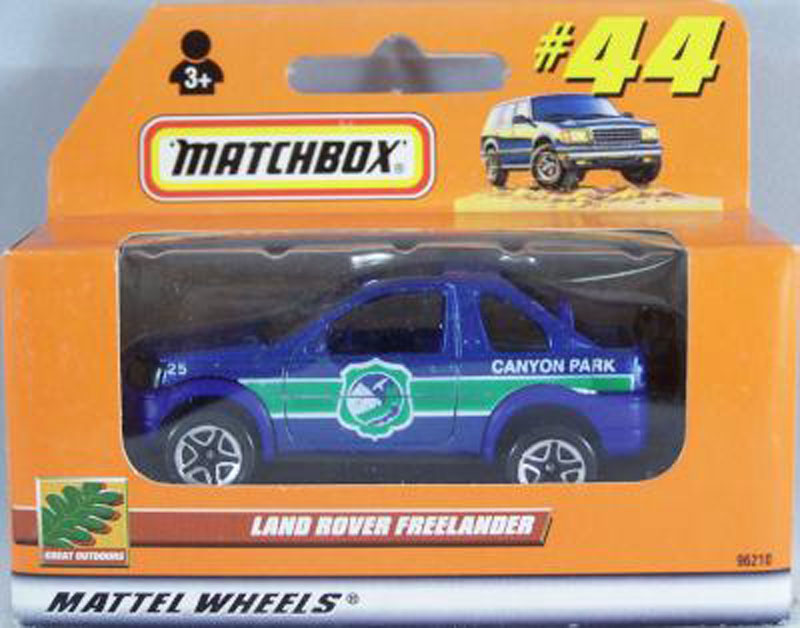 #44
3+
MATCHBOX®
25
CANYON PARK
LAND ROVER FREELANDER
GREAT OUTDOORS
96210
MATTEL WHEELS®